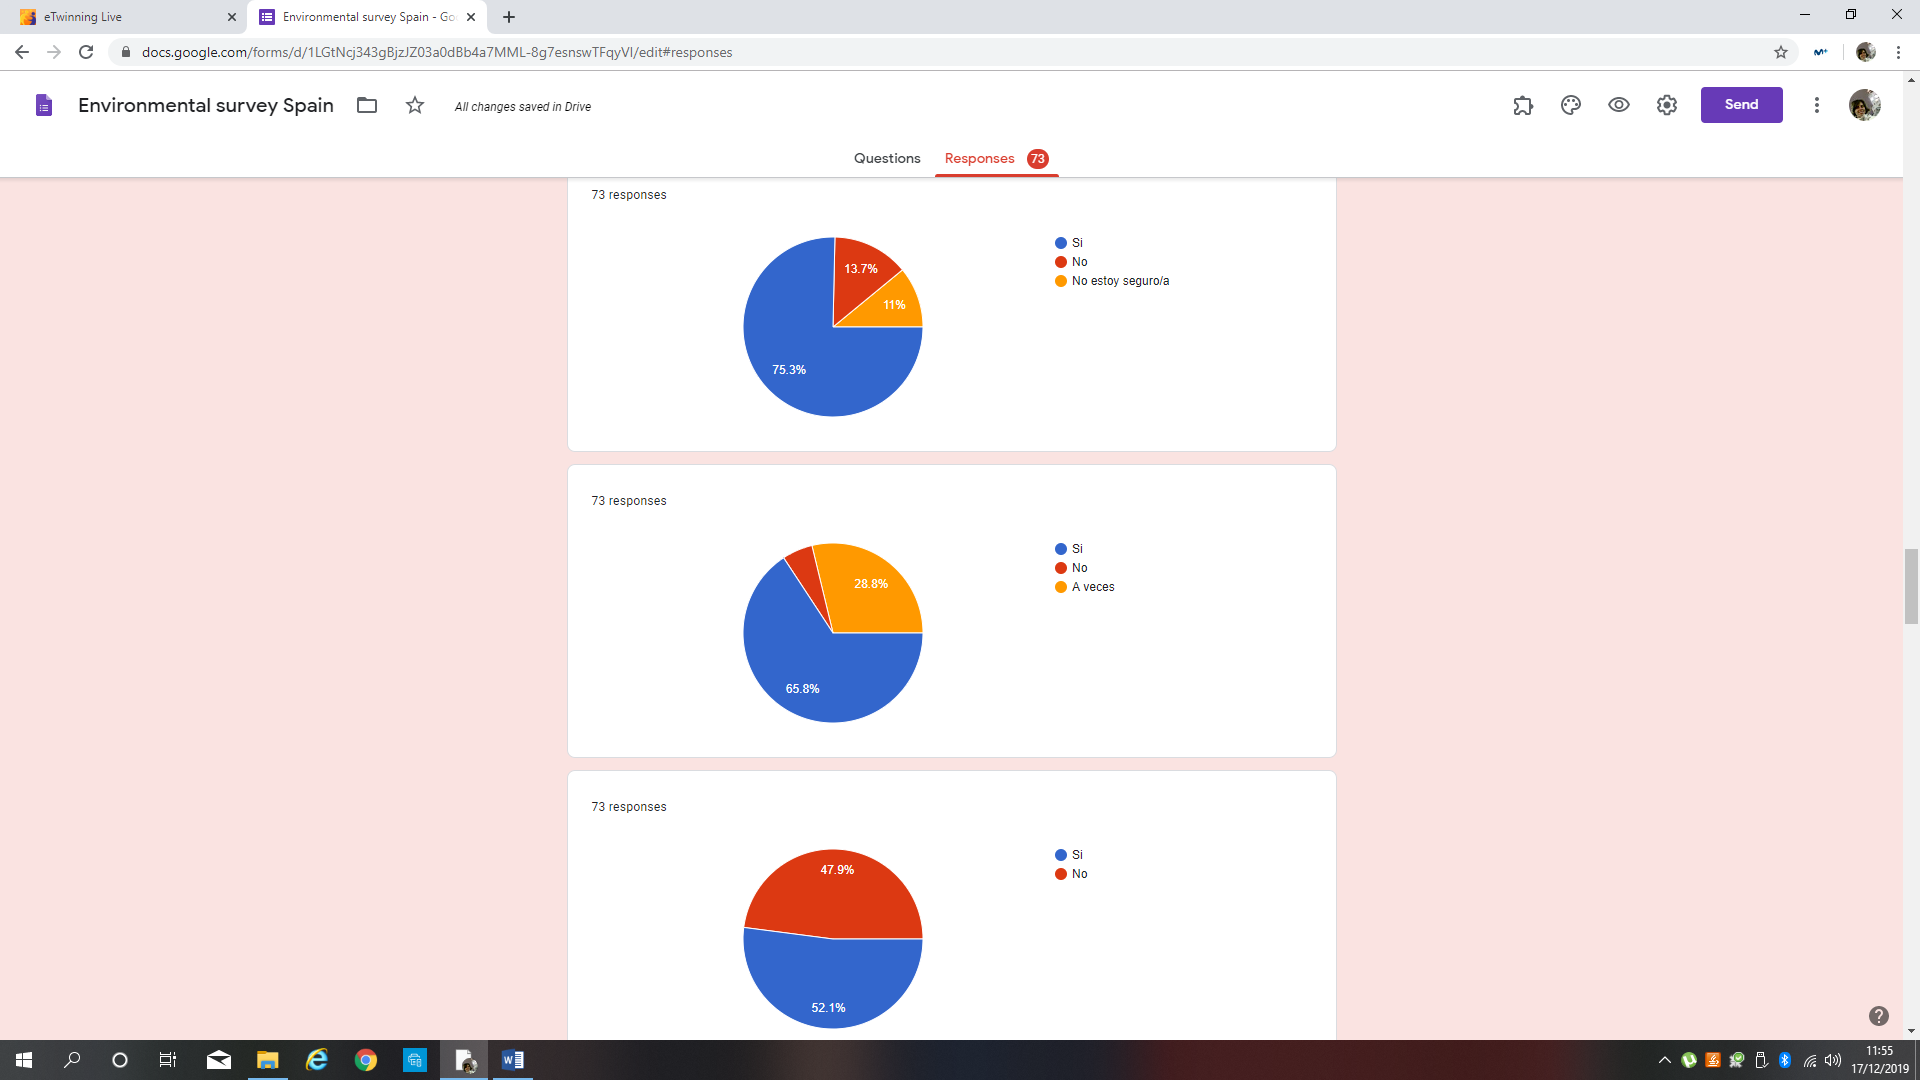 eTwinning Live
Environmental survey Spain - Go
docs.google.com/forms/d/1LGtNcj343gBjzJZ03a0dBb4a7MML-8g7esnswTFqyVI/edit#responses
Environmental survey Spain
All changes saved in Drive
Send
Questions
Responses 73
73 responses
Si
No
No estoy seguro/a
13.7%
11%
75.3%
73 responses
Si
No
A veces
28.8%
65.8%
73 responses
Si
No
47.9%
52.1%
11:55
17/12/2019